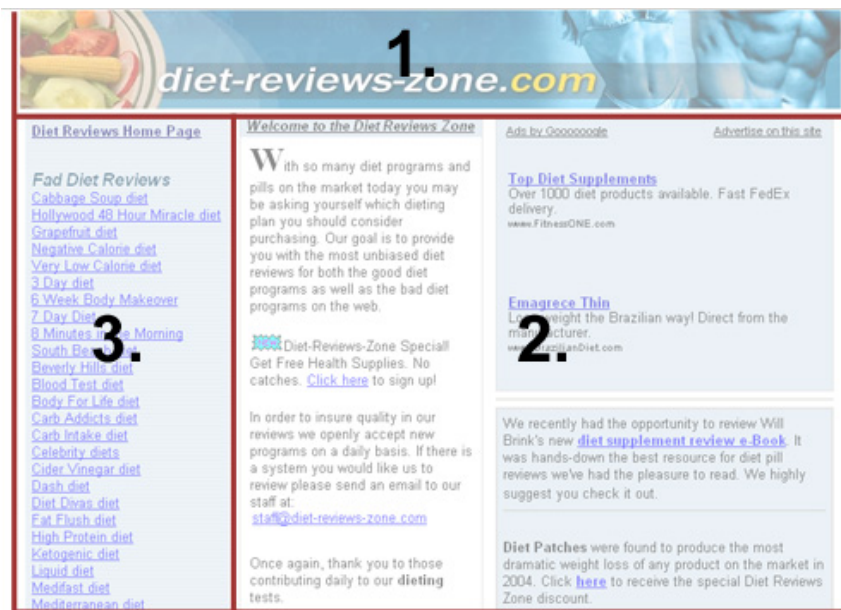 1.
diet-reviews-zone.com
Diet Reviews Home Page
Fad Diet Reviews
Cabbage Soup diet
Hollywood 48 Hour Miracle diet
Grapefruit diet
Negative Calorie diet
Very Low Calorie diet
3 Day diet
6 Week Body Makeover
7 Day Diet
8 Minutes in the Morning
3.
South Beach diet
Beverly Hills diet
Blood Test diet
Body For Life diet
Carb Addicts diet
Carb Intake diet
Celebrity diets
Cider Vinegar diet
Dash diet
Diet Divas diet
Fat Flush diet
High Protein diet
Ketogenic diet
Liquid diet
Medifast diet
Mediterranean diet
Welcome to the Diet Reviews Zone
With so many diet programs and
pills on the market today you may
be asking yourself which dieting
plan you should consider
purchasing. Our goal is to provide
you with the most unbiased diet
reviews for both the good diet
programs as well as the bad diet
programs on the web.
Diet-Reviews-Zone Special!
Get Free Health Supplies. No
catches. Click here to sign up!
In order to insure quality in our
reviews we openly accept new
programs on a daily basis. If there is
a system you would like us to
review please send an email to our
staff at:
staff@diet-reviews-zone.com
Once again, thank you to those
contributing daily to our dieting
tests.
Ads by Goooooogle
Advertise on this site
Top Diet Supplements
Over 1000 diet products available. Fast FedEx
delivery.
www.FitnessONE.com
Emagrece Thin
Lose weight the Brazilian way! Direct from the
manufacturer.
2.
www.BrazilianDiet.com
We recently had the opportunity to review Will
Brink's new diet supplement review e-Book. It
was hands-down the best resource for diet pill
reviews we've had the pleasure to read. We highly
suggest you check it out.
Diet Patches were found to produce the most
dramatic weight loss of any product on the market in
2004. Click here to receive the special Diet Reviews
Zone discount.